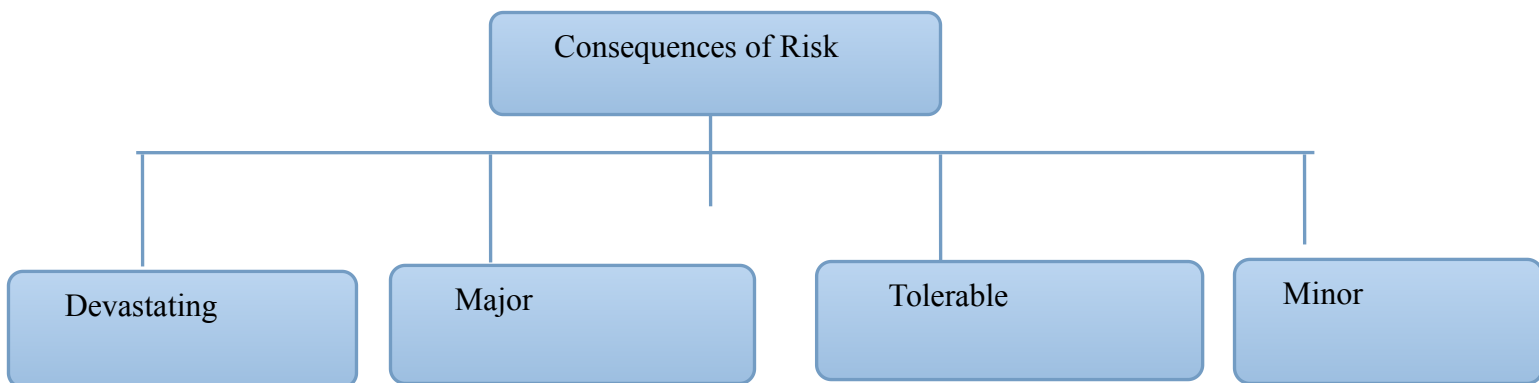 Consequences of Risk
Devastating
Major
Tolerable
Minor